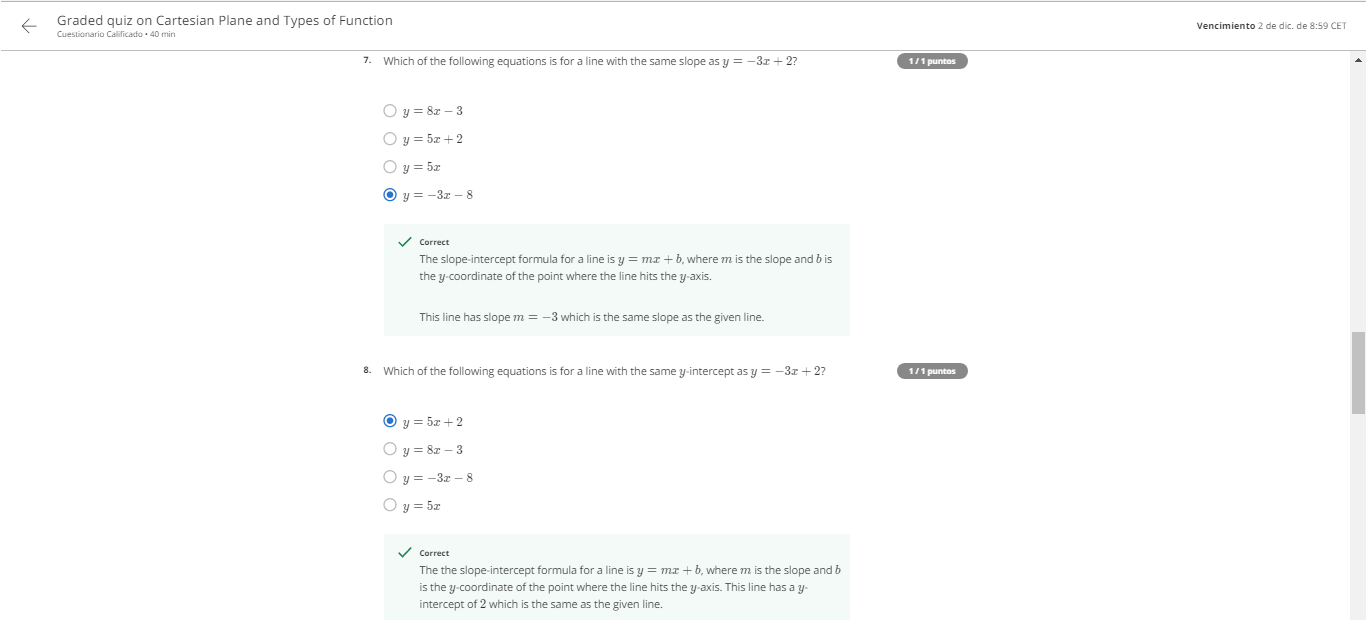 Graded quiz on Cartesian Plane and Types of Function
Cuestionario Calificado • 40 min
Vencimiento 2 de dic. de 8:59 CET
7. Which of the following equations is for a line with the same slope as y = −3x + 2?
1 / 1 puntos
y = 8x − 3
y = 5x + 2
y = 5x
y = −3x − 8
Correct
The slope-intercept formula for a line is y = mx + b, where m is the slope and b is
the y-coordinate of the point where the line hits the y-axis.
This line has slope m = −3 which is the same slope as the given line.
8. Which of the following equations is for a line with the same y-intercept as y = −3x + 2?
1 / 1 puntos
y = 5x + 2
y = 8x − 3
y = −3x − 8
y = 5x
Correct
The the slope-intercept formula for a line is y = mx + b, where m is the slope and b
is the y-coordinate of the point where the line hits the y-axis. This line has a y-
intercept of 2 which is the same as the given line.